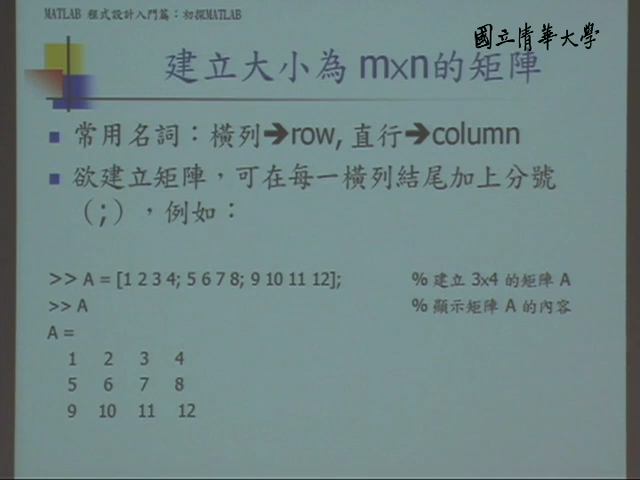 MATLAB 程式設計入門篇：初探MATLAB
國立清華大學
建立大小為 mxn的矩陣
常用名詞：橫列➔row, 直行➔column
欲建立矩陣，可在每一橫列結尾加上分號
（;），例如：
>> A = [1 2 3 4; 5 6 7 8; 9 10 11 12]; % 建立 3x4 的矩陣 A
>> A % 顯示矩陣 A 的內容
A =
1 2 3 4
5 6 7 8
9 10 11 12